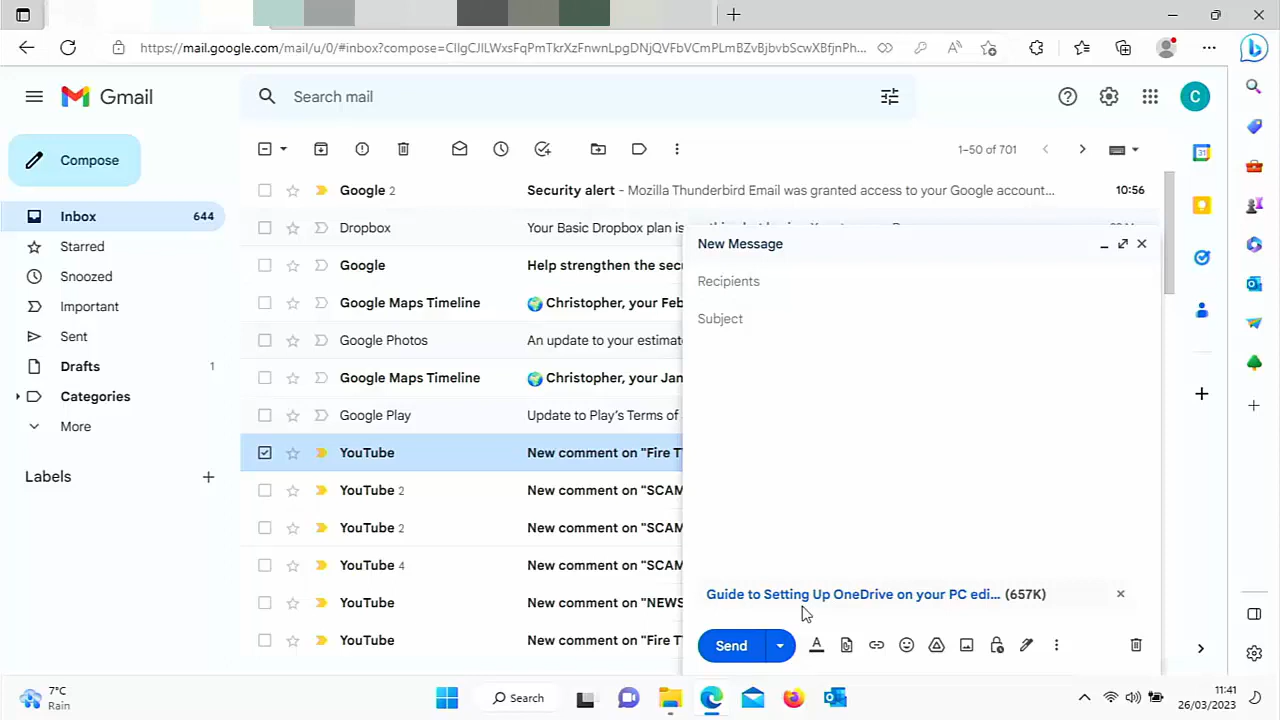 https://mail.google.com/mail/u/0/#inbox?compose=CllgCJlLWxsFqPmTkrXzFnwnLpgDNjQVFbVCmPLmBZvBjbvbScwXBfjnPh...
Gmail
Search mail
C
Compose
1–50 of 701
Inbox 644
Starred
Snoozed
Important
Sent
Drafts 1
Categories
More
Labels
Google 2 Security alert - Mozilla Thunderbird Email was granted access to your Google account... 10:56
Dropbox Your Basic Dropbox plan is
Google Help strengthen the sec
Google Maps Timeline Christopher, your Feb
Google Photos An update to your estimat
Google Maps Timeline Christopher, your Jan
Google Play Update to Play's Terms of
YouTube New comment on "Fire T
YouTube 2 New comment on "SCAM
YouTube 2 New comment on "SCAM
YouTube 4 New comment on "SCAM
YouTube New comment on "NEWS
YouTube New comment on "Fire T
New Message
Recipients
Subject
Guide to Setting Up OneDrive on your PC edi... (657K)
Send
7°C
Rain
Search
11:41
26/03/2023